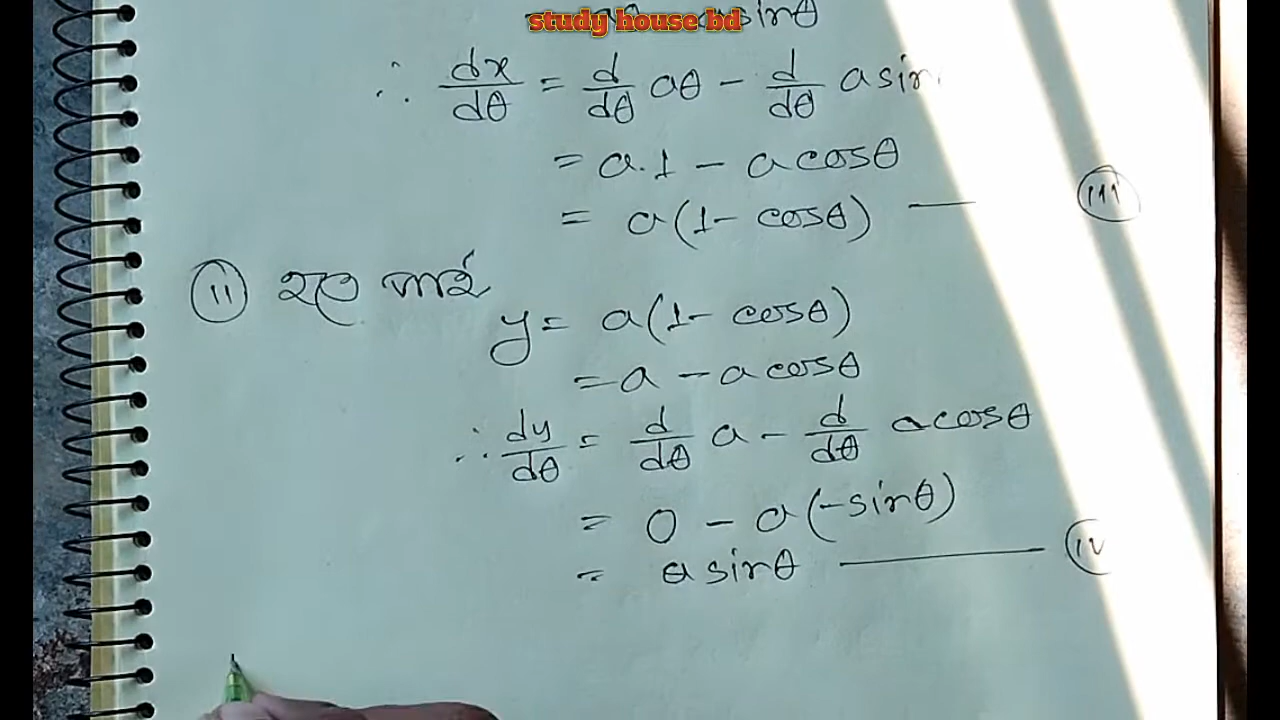 study house bd
sinθ
∴ dx/dθ = d/dθ aθ - d/dθ a sin
= a.1 - a cosθ
= a(1- cosθ) — (iii)
(ii) হতে পাই
y = a(1- cosθ)
= a - a cosθ
∴ dy/dθ = d/dθ a - d/dθ a cosθ
= 0 - a(-sinθ)
= a sinθ — (iv)